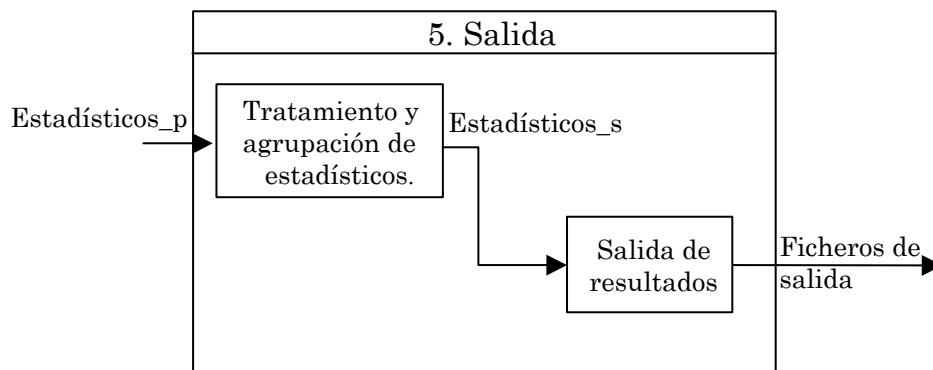 5. Salida
Estadísticos_p
Tratamiento y
agrupación de
estadísticos.
Estadísticos_s
Salida de
resultados
Ficheros de
salida